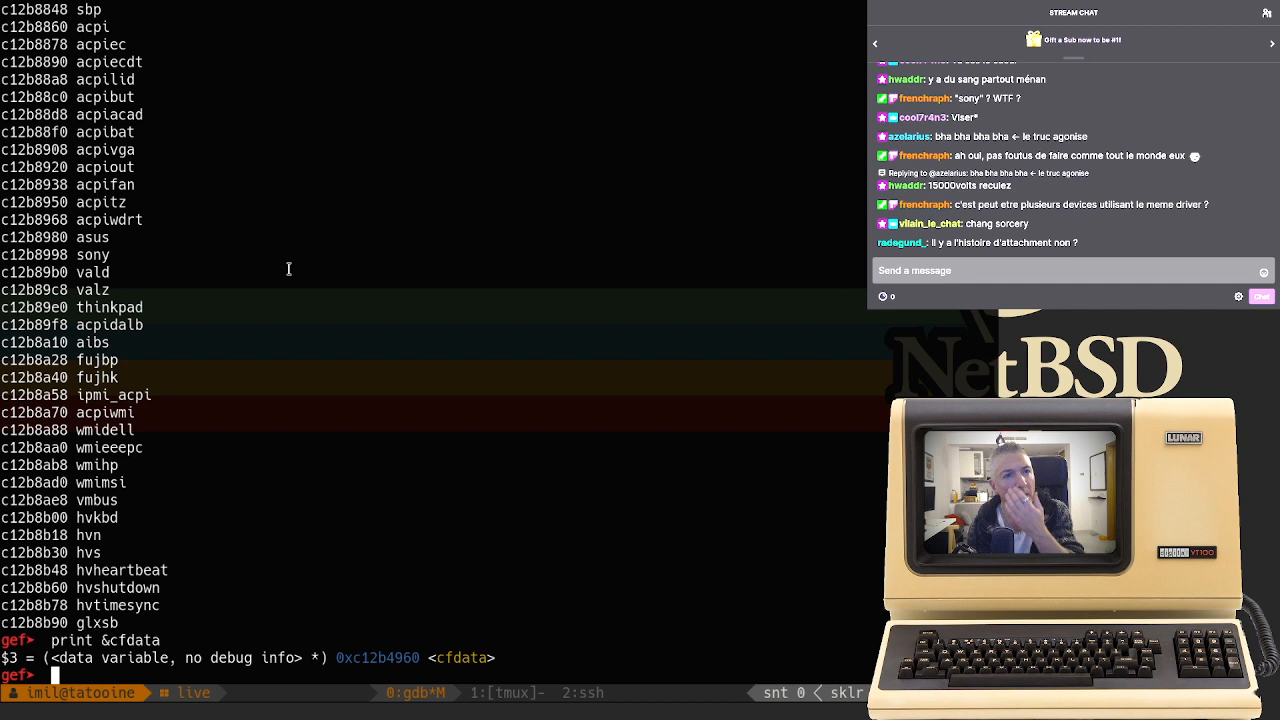 c12b8848 sbp
c12b8860 acpi
c12b8878 acpiec
c12b8890 acpiecdt
c12b88a8 acpilid
c12b88c0 acpibut
c12b88d8 acpiacad
c12b88f0 acpibat
c12b8908 acpivga
c12b8920 acpiout
c12b8938 acpifan
c12b8950 acpitz
c12b8968 acpiwdrt
c12b8980 asus
c12b8998 sony
c12b89b0 vald
c12b89c8 valz
c12b89e0 thinkpad
c12b89f8 acpidalb
c12b8a10 aibs
c12b8a28 fujbp
c12b8a40 fujhk
c12b8a58 ipmi_acpi
c12b8a70 acpiwmi
c12b8a88 wmidell
c12b8aa0 wmieeepc
c12b8ab8 wmihp
c12b8ad0 wmimsi
c12b8ae8 vmbus
c12b8b00 hvkbd
c12b8b18 hvn
c12b8b30 hvs
c12b8b48 hvheartbeat
c12b8b60 hvshutdown
c12b8b78 hvtimesync
c12b8b90 glxsb
gef➤ print &cfdata
$3 = (<data variable, no debug info> *) 0xc12b4960 <cfdata>
gef➤
imil@tatooine live 0:gdb*M 1:[tmux]- 2:ssh snt 0 sklr
STREAM CHAT
Gift a Sub now to be #1!
hwaddr: y a du sang partout ménan
frenchraph: "sony" ? WTF ?
cool7r4n3: Viser*
azelarius: bha bha bha bha <- le truc agonise
frenchraph: ah oui, pas foutus de faire comme tout le monde eux
Replying to @azelarius: bha bha bha bha <- le truc agonise
hwaddr: 15000volts reculez
frenchraph: c'est peut etre plusieurs devices utilisant le meme driver ?
vilain_le_chat: chang sorcery
radegund_: Il y a l'histoire d'attachment non ?
Send a message
0
Chat
NetBSD
LUNAR
digital VT100